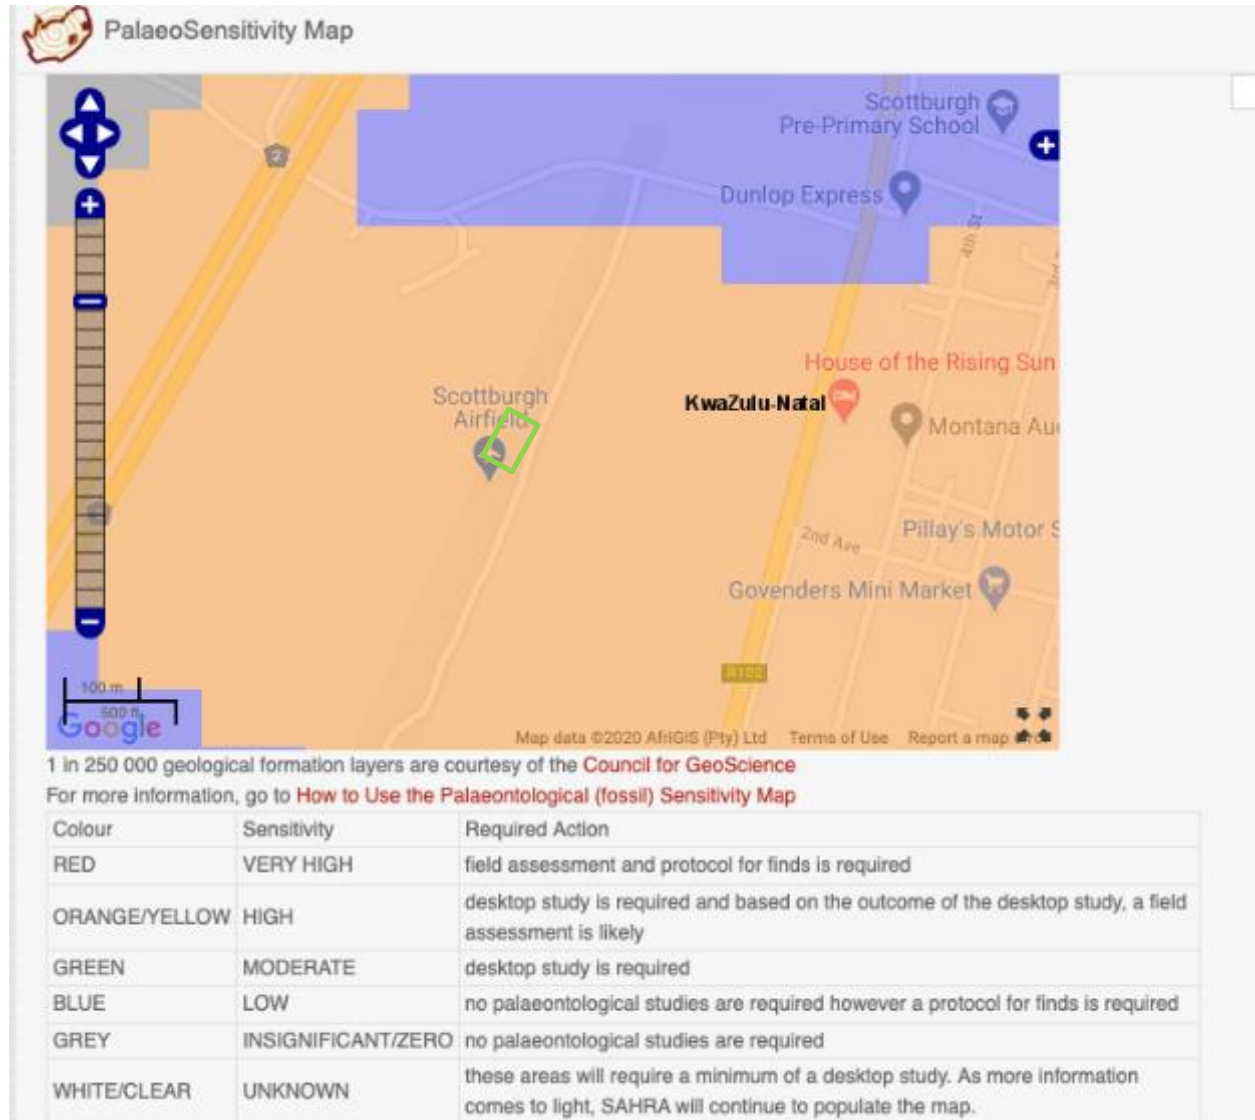 PalaeoSensitivity Map
Scottburgh
Pre-Primary School
2
Dunlop Express
4th St
House of the Rising Sun
Scottburgh
Airfield
KwaZulu-Natal
Montana Au
2nd Ave
Pillay's Motor S
Govenders Mini Market
R102
100 m
500 ft
Google
Map data ©2020 AfriGIS (Pty) Ltd Terms of Use Report a map
1 in 250 000 geological formation layers are courtesy of the Council for GeoScience
For more information, go to How to Use the Palaeontological (fossil) Sensitivity Map
Colour Sensitivity Required Action
RED VERY HIGH field assessment and protocol for finds is required
ORANGE/YELLOW HIGH desktop study is required and based on the outcome of the desktop study, a field
assessment is likely
GREEN MODERATE desktop study is required
BLUE LOW no palaeontological studies are required however a protocol for finds is required
GREY INSIGNIFICANT/ZERO no palaeontological studies are required
WHITE/CLEAR UNKNOWN these areas will require a minimum of a desktop study. As more information
comes to light, SAHRA will continue to populate the map.